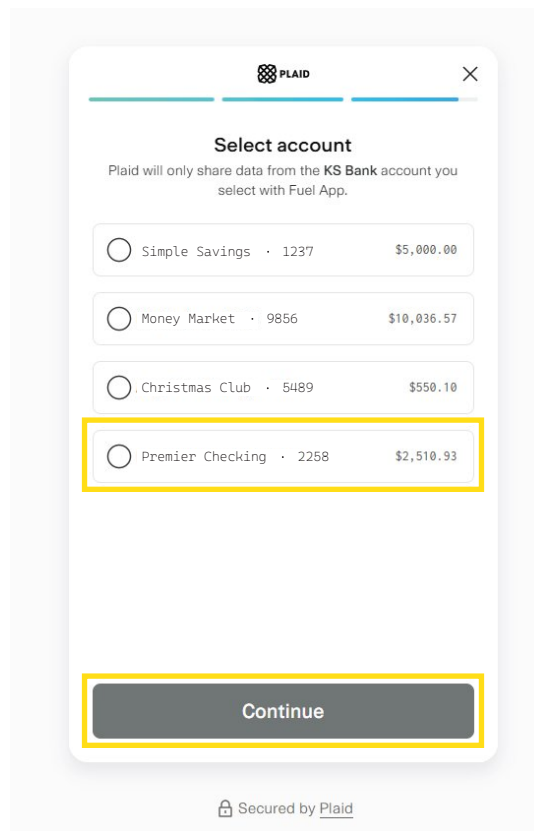 PLAID
Select account
Plaid will only share data from the KS Bank account you
select with Fuel App.
Simple Savings · 1237 $5,000.00
Money Market · 9856 $10,036.57
Christmas Club · 5489 $550.10
Premier Checking · 2258 $2,510.93
Continue
Secured by Plaid